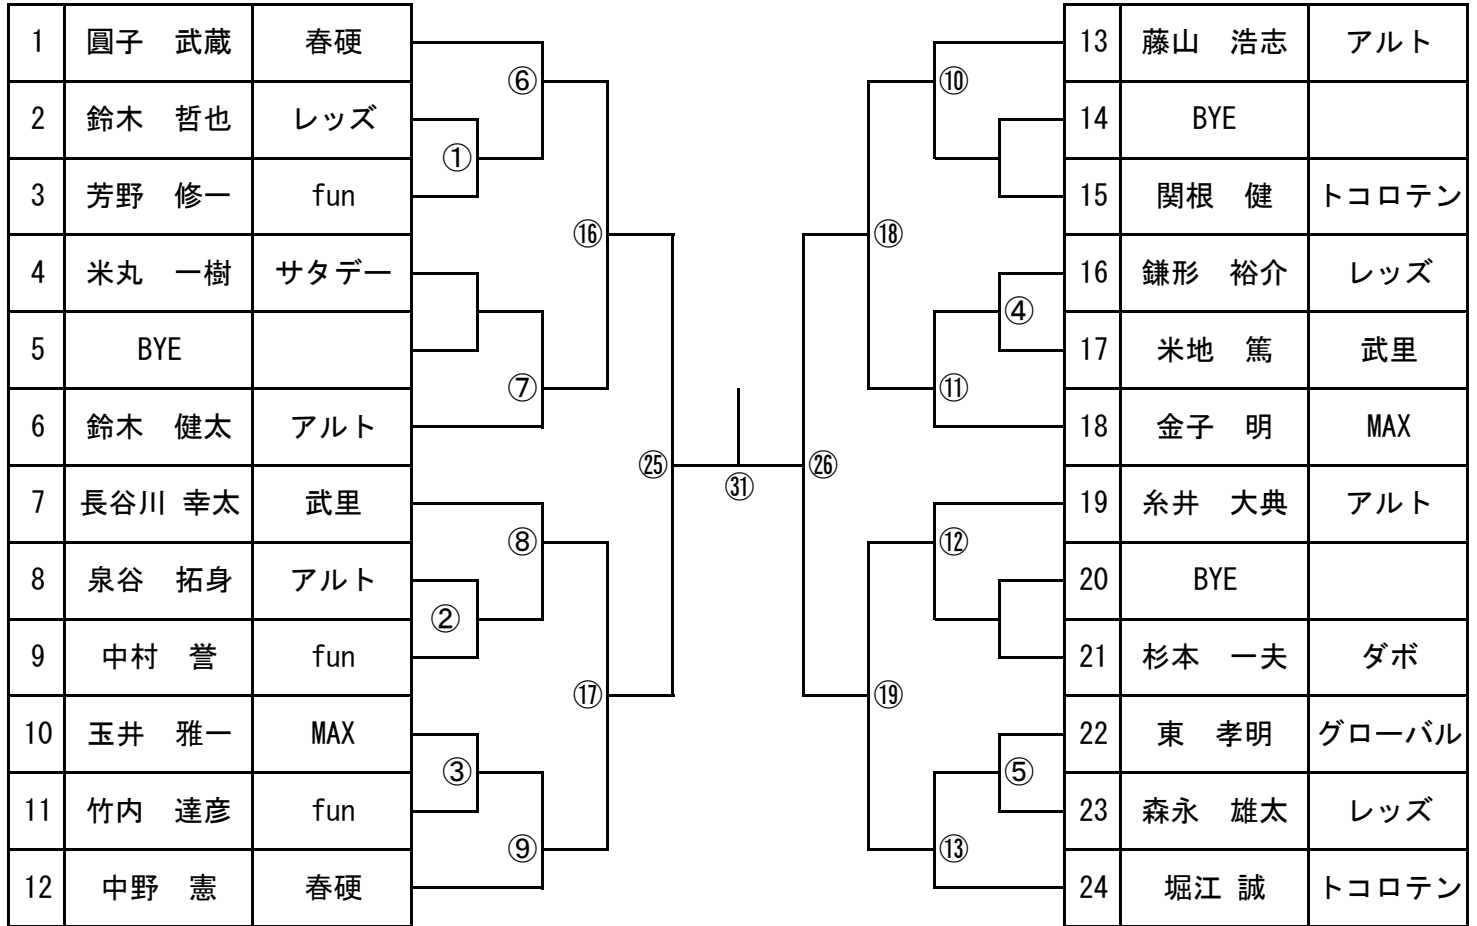 1 圓子 武蔵 春硬
2 鈴木 哲也 レッズ
3 芳野 修一 fun
4 米丸 一樹 サタデー
5 BYE
6 鈴木 健太 アルト
7 長谷川 幸太 武里
8 泉谷 拓身 アルト
9 中村 誉 fun
10 玉井 雅一 MAX
11 竹内 達彦 fun
12 中野 憲 春硬
⑥
①
⑯
⑦
㉕
⑧
②
⑰
③
⑨
㉛
⑩
⑱
④
⑪
㉖
⑫
⑲
⑤
⑬
13 藤山 浩志 アルト
14 BYE
15 関根 健 トコロテン
16 鎌形 裕介 レッズ
17 米地 篤 武里
18 金子 明 MAX
19 糸井 大典 アルト
20 BYE
21 杉本 一夫 ダボ
22 東 孝明 グローバル
23 森永 雄太 レッズ
24 堀江 誠 トコロテン